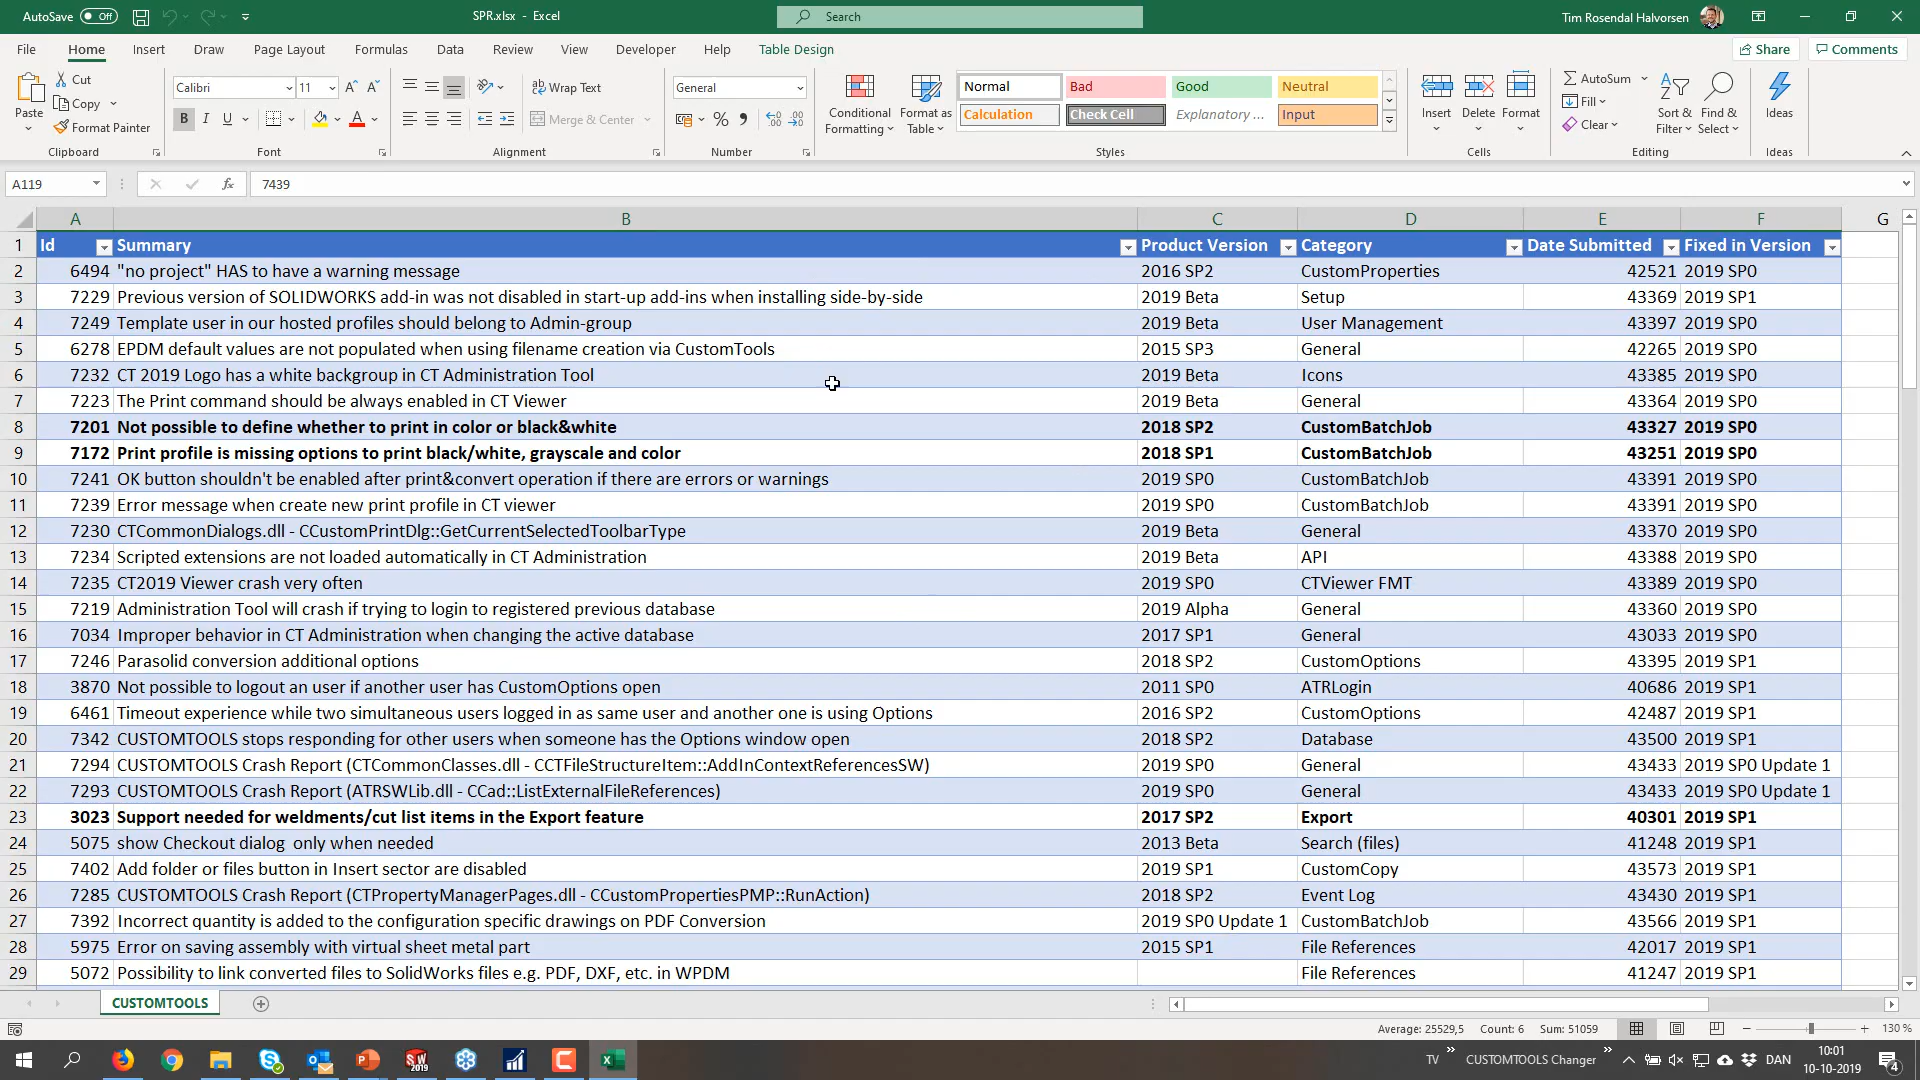 AutoSave Off SPR.xlsx - Excel Search Tim Rosendal Halvorsen
File Home Insert Draw Page Layout Formulas Data Review View Developer Help Table Design Share Comments
Paste Cut Copy Format Painter
Calibri 11
B I U
Wrap Text
Merge & Center
General
Conditional Formatting Format as Table
Normal Bad Good Neutral
Calculation Check Cell Explanatory ... Input
Insert Delete Format
AutoSum Fill Clear
Sort & Filter Find & Select Ideas
Clipboard Font Alignment Number Styles Cells Editing Ideas
A119 fx 7439
A B C D E F G
1 Id Summary Product Version Category Date Submitted Fixed in Version
2 6494 "no project" HAS to have a warning message 2016 SP2 CustomProperties 42521 2019 SP0
3 7229 Previous version of SOLIDWORKS add-in was not disabled in start-up add-ins when installing side-by-side 2019 Beta Setup 43369 2019 SP1
4 7249 Template user in our hosted profiles should belong to Admin-group 2019 Beta User Management 43397 2019 SP0
5 6278 EPDM default values are not populated when using filename creation via CustomTools 2015 SP3 General 42265 2019 SP0
6 7232 CT 2019 Logo has a white backgroup in CT Administration Tool 2019 Beta Icons 43385 2019 SP0
7 7223 The Print command should be always enabled in CT Viewer 2019 Beta General 43364 2019 SP0
8 7201 Not possible to define whether to print in color or black&white 2018 SP2 CustomBatchJob 43327 2019 SP0
9 7172 Print profile is missing options to print black/white, grayscale and color 2018 SP1 CustomBatchJob 43251 2019 SP0
10 7241 OK button shouldn't be enabled after print&convert operation if there are errors or warnings 2019 SP0 CustomBatchJob 43391 2019 SP0
11 7239 Error message when create new print profile in CT viewer 2019 SP0 CustomBatchJob 43391 2019 SP0
12 7230 CTCommonDialogs.dll - CCustomPrintDlg::GetCurrentSelectedToolbarType 2019 Beta General 43370 2019 SP0
13 7234 Scripted extensions are not loaded automatically in CT Administration 2019 Beta API 43388 2019 SP0
14 7235 CT2019 Viewer crash very often 2019 SP0 CTViewer FMT 43389 2019 SP0
15 7219 Administration Tool will crash if trying to login to registered previous database 2019 Alpha General 43360 2019 SP0
16 7034 Improper behavior in CT Administration when changing the active database 2017 SP1 General 43033 2019 SP0
17 7246 Parasolid conversion additional options 2018 SP2 CustomOptions 43395 2019 SP1
18 3870 Not possible to logout an user if another user has CustomOptions open 2011 SP0 ATRLogin 40686 2019 SP1
19 6461 Timeout experience while two simultaneous users logged in as same user and another one is using Options 2016 SP2 CustomOptions 42487 2019 SP1
20 7342 CUSTOMTOOLS stops responding for other users when someone has the Options window open 2018 SP2 Database 43500 2019 SP1
21 7294 CUSTOMTOOLS Crash Report (CTCommonClasses.dll - CCTFileStructureItem::AddInContextReferencesSW) 2019 SP0 General 43433 2019 SP0 Update 1
22 7293 CUSTOMTOOLS Crash Report (ATRSWLib.dll - CCad::ListExternalFileReferences) 2019 SP0 General 43433 2019 SP0 Update 1
23 3023 Support needed for weldments/cut list items in the Export feature 2017 SP2 Export 40301 2019 SP1
24 5075 show Checkout dialog only when needed 2013 Beta Search (files) 41248 2019 SP1
25 7402 Add folder or files button in Insert sector are disabled 2019 SP1 CustomCopy 43573 2019 SP1
26 7285 CUSTOMTOOLS Crash Report (CTPropertyManagerPages.dll - CCustomPropertiesPMP::RunAction) 2018 SP2 Event Log 43430 2019 SP1
27 7392 Incorrect quantity is added to the configuration specific drawings on PDF Conversion 2019 SP0 Update 1 CustomBatchJob 43566 2019 SP1
28 5975 Error on saving assembly with virtual sheet metal part 2015 SP1 File References 42017 2019 SP1
29 5072 Possibility to link converted files to SolidWorks files e.g. PDF, DXF, etc. in WPDM File References 41247 2019 SP1
CUSTOMTOOLS
Average: 25529,5 Count: 6 Sum: 51059 130 %
TV CUSTOMTOOLS Changer DAN 10:01
10-10-2019 4